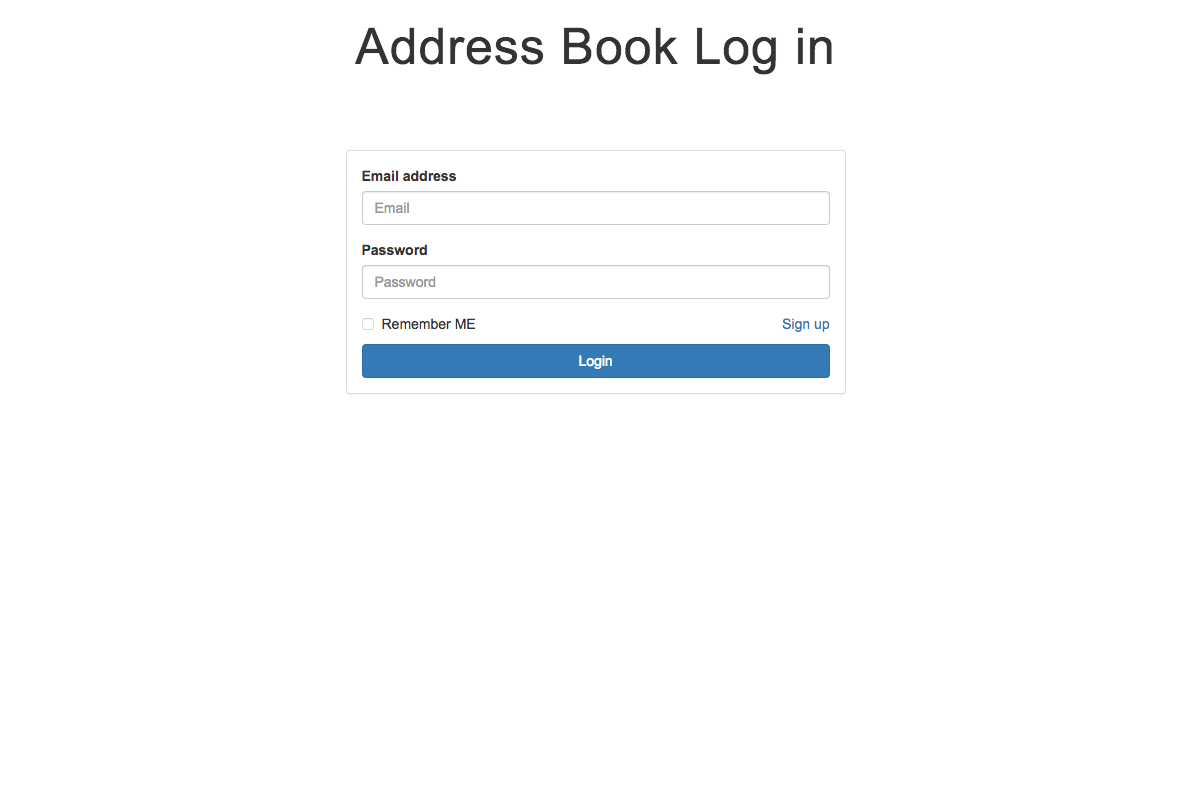 Address Book Log in
Email address
Email
Password
Password
Remember ME Sign up
Login